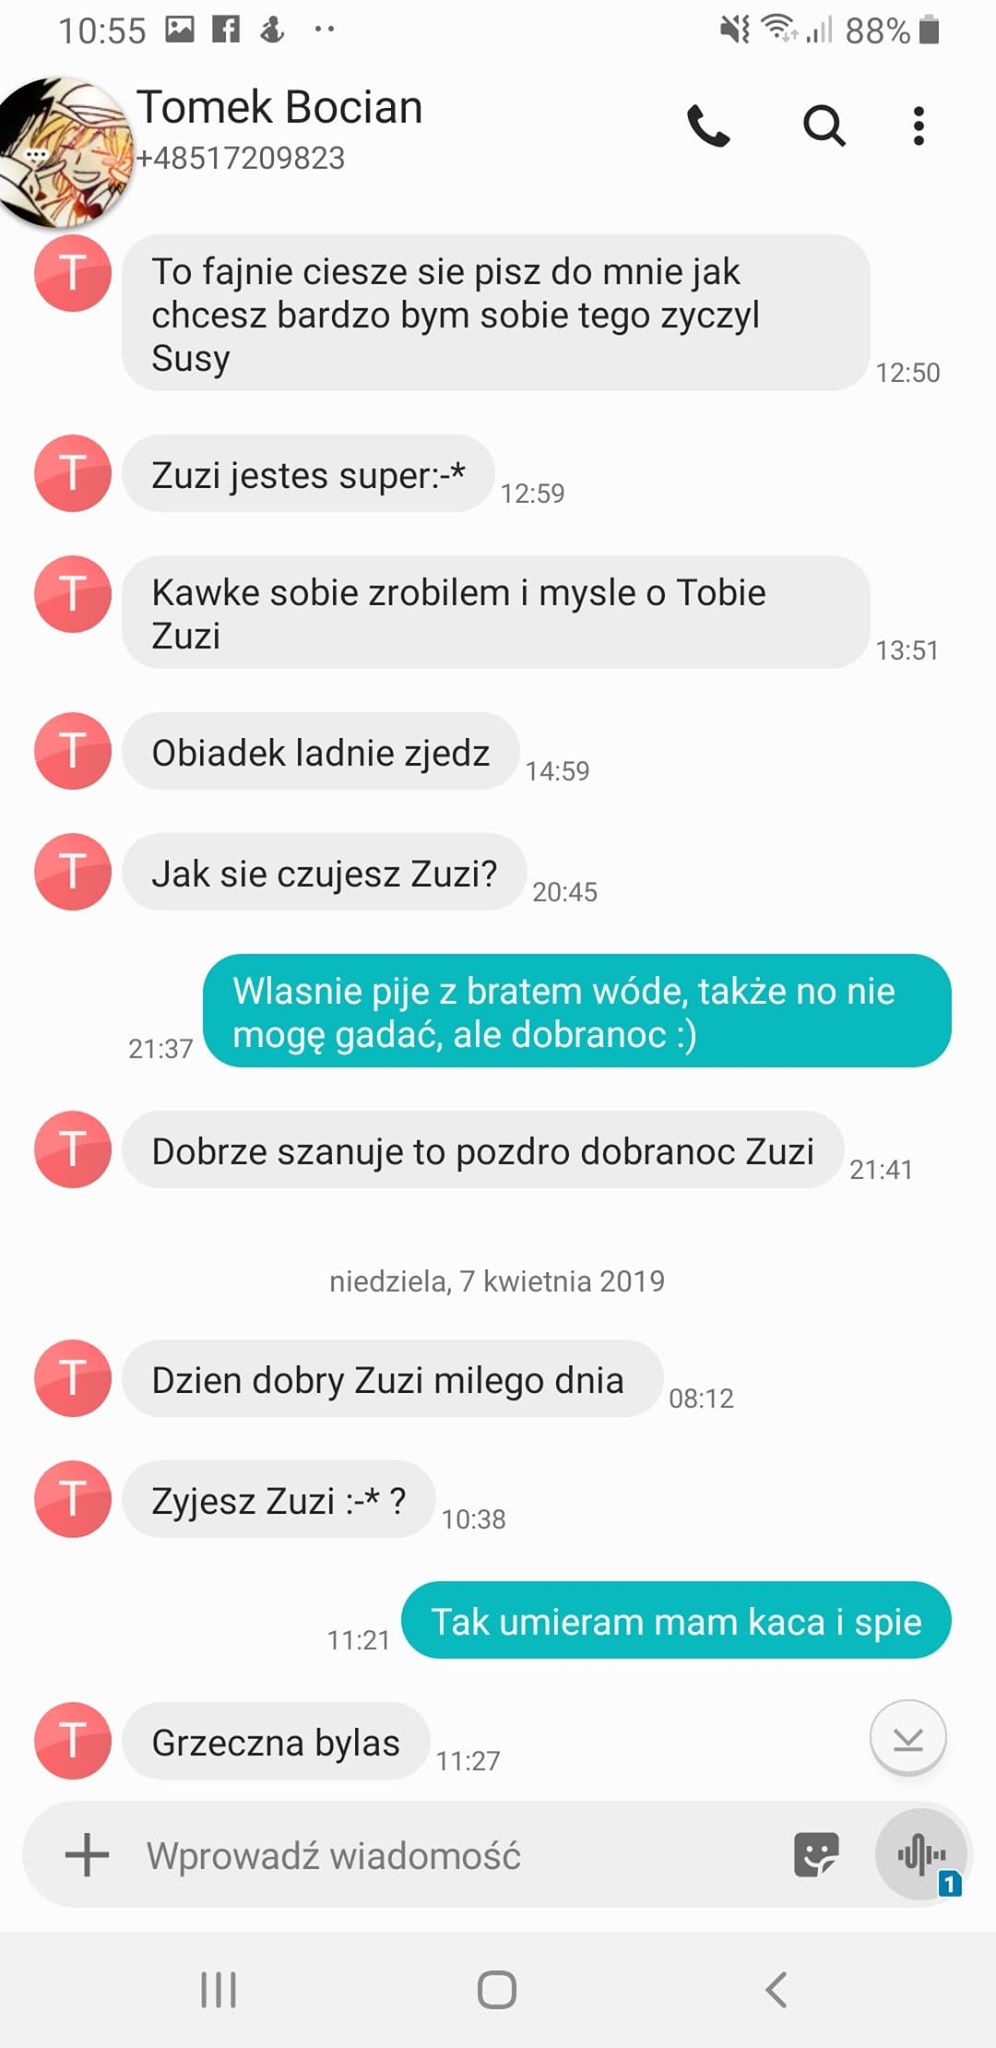 10:55
88%
Tomek Bocian
+48517209823
T
To fajnie ciesze sie pisz do mnie jak
chcesz bardzo bym sobie tego zyczyl
Susy
12:50
T
Zuzi jestes super:-*
12:59
T
Kawke sobie zrobilem i mysle o Tobie
Zuzi
13:51
T
Obiadek ladnie zjedz
14:59
T
Jak sie czujesz Zuzi?
20:45
Wlasnie pije z bratem wóde, także no nie
mogę gadać, ale dobranoc :)
21:37
T
Dobrze szanuje to pozdro dobranoc Zuzi
21:41
niedziela, 7 kwietnia 2019
T
Dzien dobry Zuzi milego dnia
08:12
T
Zyjesz Zuzi :-* ?
10:38
Tak umieram mam kaca i spie
11:21
T
Grzeczna bylas
11:27
Wprowadź wiadomość
1